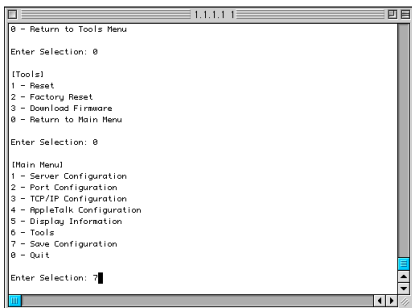 1.1.1.1 1
0 - Return to Tools Menu
Enter Selection: 0
[Tools]
1 - Reset
2 - Factory Reset
3 - Download Firmware
0 - Return to Main Menu
Enter Selection: 0
[Main Menu]
1 - Server Configuration
2 - Port Configuration
3 - TCP/IP Configuration
4 - AppleTalk Configuration
5 - Display Information
6 - Tools
7 - Save Configuration
0 - Quit
Enter Selection: 7